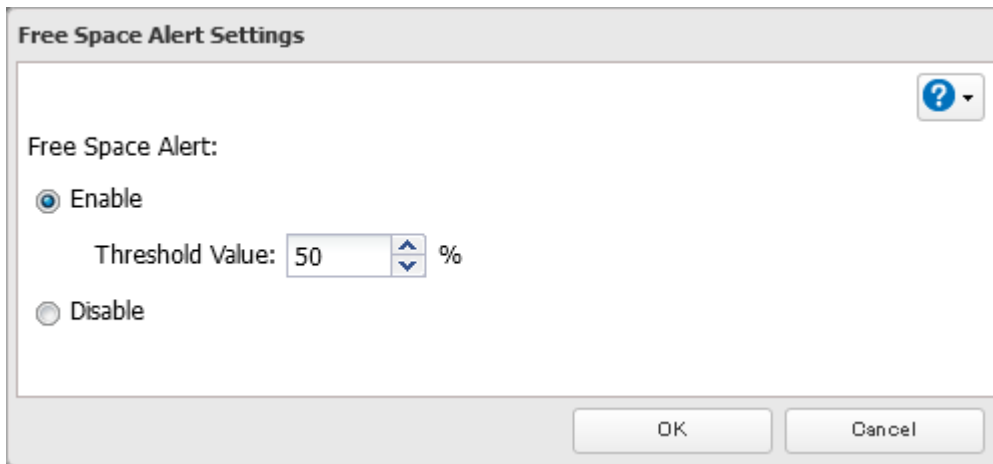 Free Space Alert Settings
?
Free Space Alert:
Enable
Threshold Value: 50 %
Disable
OK Cancel